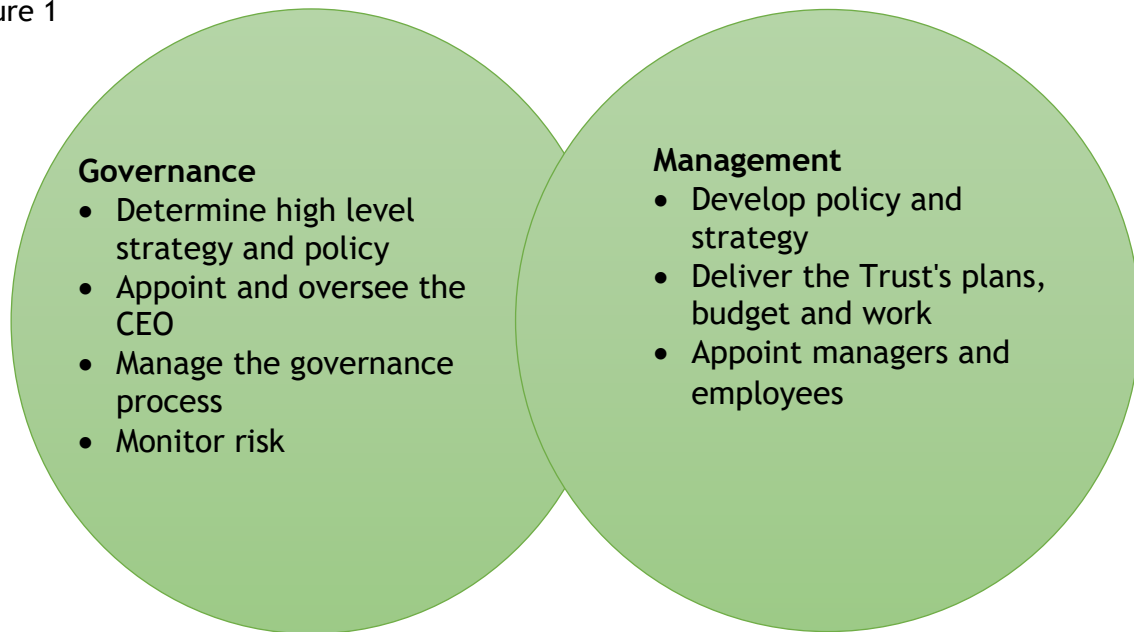 ure 1
Governance
• Determine high level
strategy and policy
• Appoint and oversee the
CEO
• Manage the governance
process
• Monitor risk
Management
• Develop policy and
strategy
• Deliver the Trust's plans,
budget and work
• Appoint managers and
employees